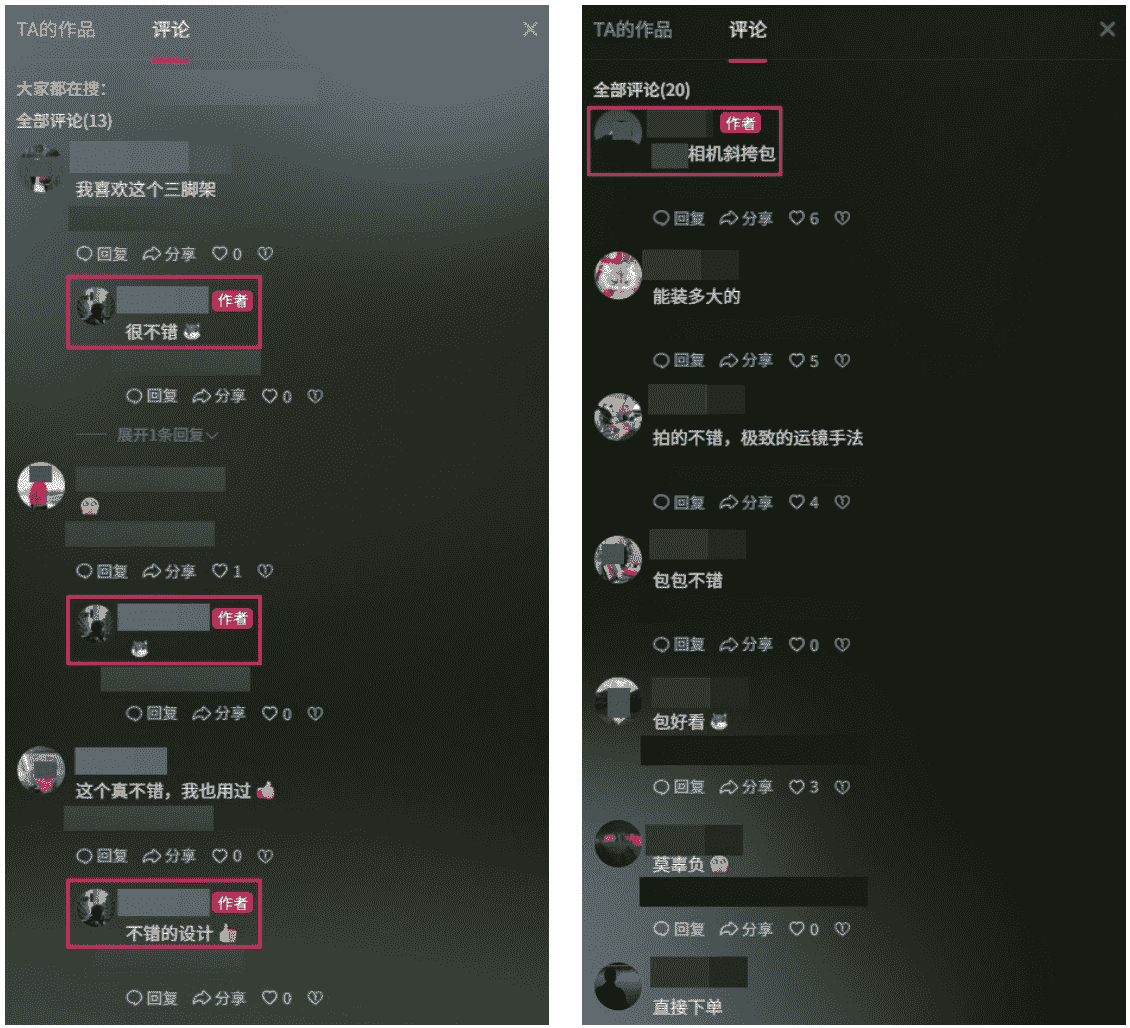 TA的作品 评论
大家都在搜：
全部评论(13)
我喜欢这个三脚架
回复 分享 0
作者
很不错
回复 分享 0
展开1条回复
回复 分享 1
作者
回复 分享 0
这个真不错，我也用过
回复 分享 0
作者
不错的设计
回复 分享 0
TA的作品 评论
全部评论(20)
作者
相机斜挎包
回复 分享 6
能装多大的
回复 分享 5
拍的不错，极致的运镜手法
回复 分享 4
包包不错
回复 分享 0
包好看
回复 分享 3
莫辜负
回复 分享 0
直接下单